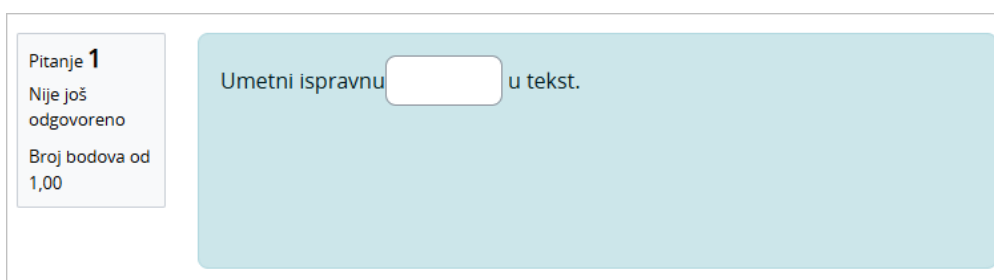 Pitanje 1
Nije još
odgovoreno
Broj bodova od
1,00
Umetni ispravnu u tekst.